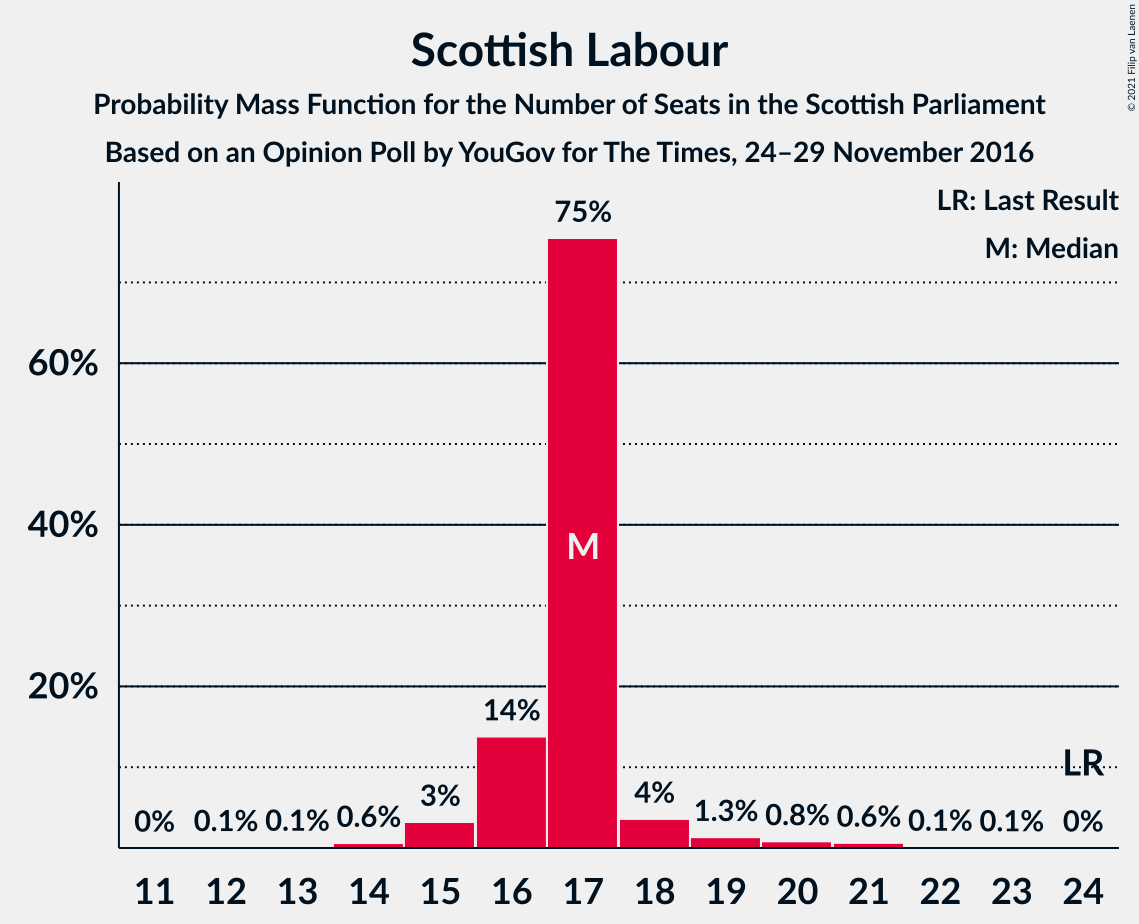 Scottish Labour
Probability Mass Function for the Number of Seats in the Scottish Parliament
Based on an Opinion Poll by YouGov for The Times, 24–29 November 2016
© 2021 Filip van Laenen
LR: Last Result
M: Median
60%
40%
20%
0%
0.1%
0.1%
0.6%
3%
14%
75%
M
4%
1.3%
0.8%
0.6%
0.1%
0.1%
0%
LR
11 12 13 14 15 16 17 18 19 20 21 22 23 24